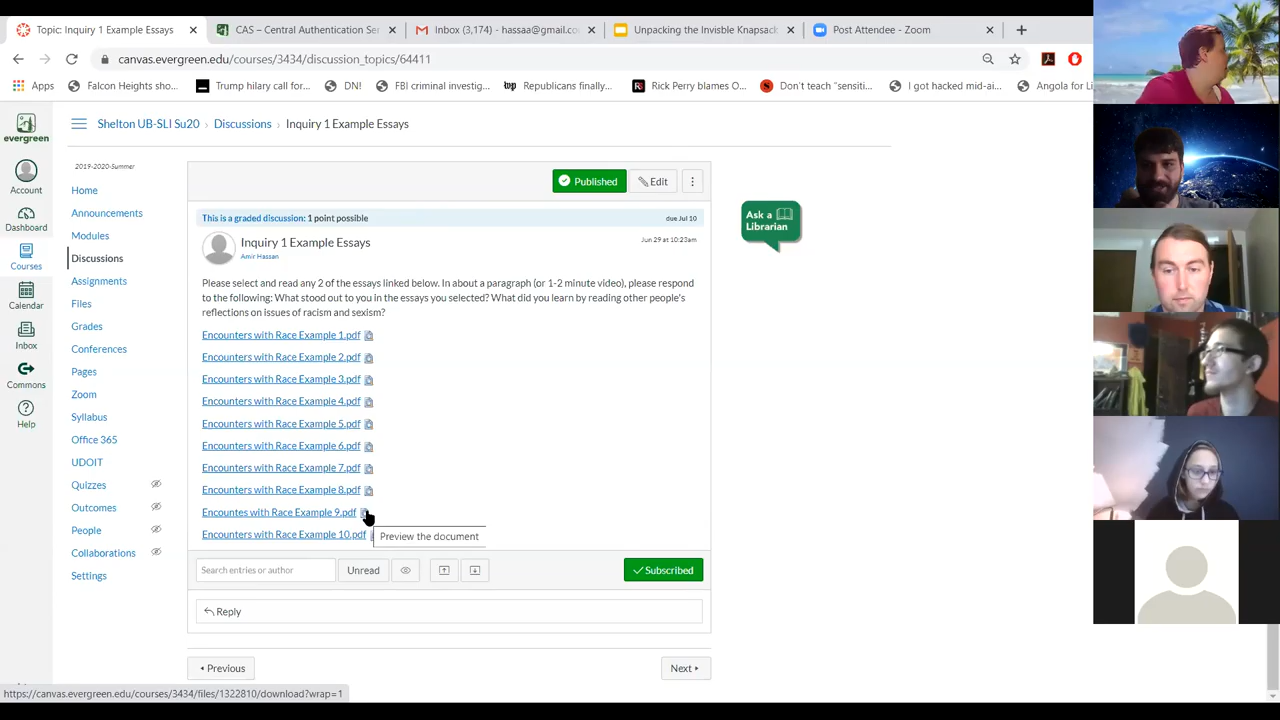 Topic: Inquiry 1 Example Essays
CAS – Central Authentication Ser
Inbox (3,174) - hassaa@gmail.co
Unpacking the Invisble Knapsack
Post Attendee - Zoom
canvas.evergreen.edu/courses/3434/discussion_topics/64411
Apps
Falcon Heights sho...
Trump hilary call for...
DN!
FBI criminal investig...
Republicans finally...
Rick Perry blames O...
Don't teach "sensiti...
I got hacked mid-ai...
Angola for Li
evergreen
Account
Dashboard
Courses
Calendar
Inbox
Commons
Help
Shelton UB-SLI Su20 › Discussions › Inquiry 1 Example Essays
2019-2020-Summer
Home
Announcements
Modules
Discussions
Assignments
Files
Grades
Conferences
Pages
Zoom
Syllabus
Office 365
UDOIT
Quizzes
Outcomes
People
Collaborations
Settings
Published
Edit
This is a graded discussion: 1 point possible
due Jul 10
Inquiry 1 Example Essays
Jun 29 at 10:23am
Amir Hassan
Please select and read any 2 of the essays linked below. In about a paragraph (or 1-2 minute video), please respond
to the following: What stood out to you in the essays you selected? What did you learn by reading other people's
reflections on issues of racism and sexism?
Encounters with Race Example 1.pdf
Encounters with Race Example 2.pdf
Encounters with Race Example 3.pdf
Encounters with Race Example 4.pdf
Encounters with Race Example 5.pdf
Encounters with Race Example 6.pdf
Encounters with Race Example 7.pdf
Encounters with Race Example 8.pdf
Encountes with Race Example 9.pdf
Encounters with Race Example 10.pdf
Preview the document
Search entries or author
Unread
Subscribed
Reply
Previous
Next
Ask a
Librarian
https://canvas.evergreen.edu/courses/3434/files/1322810/download?wrap=1